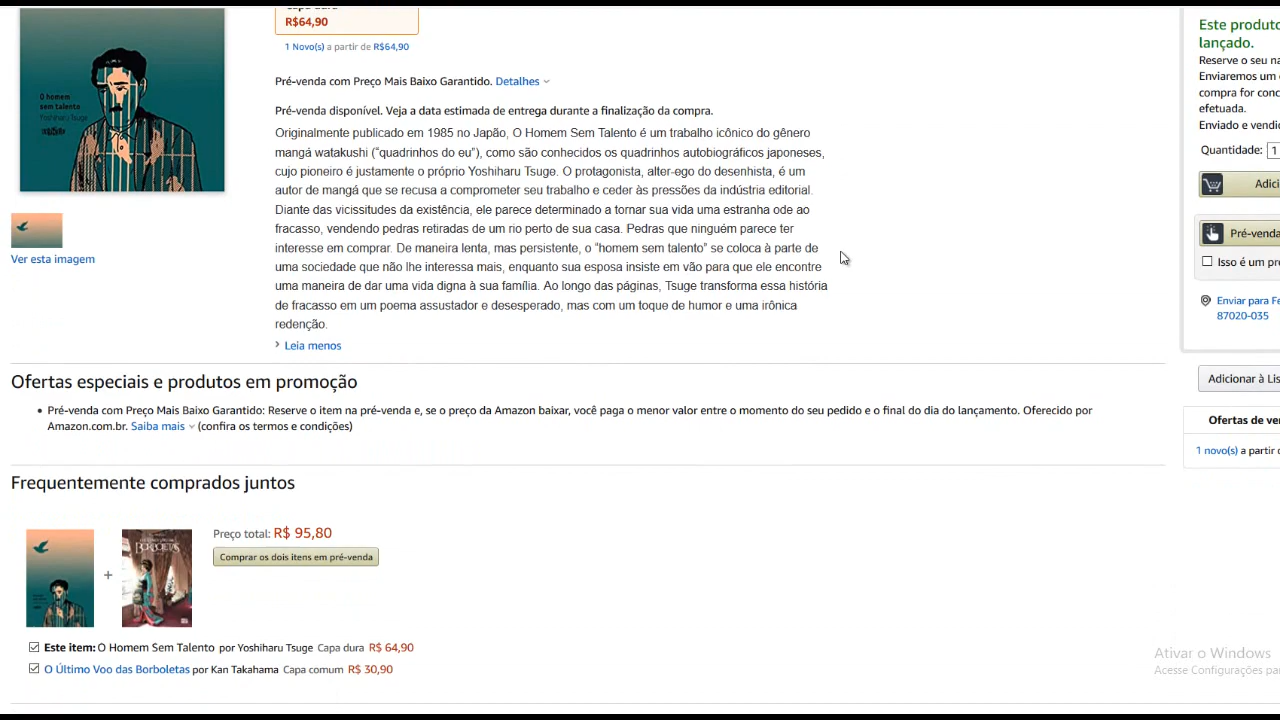 Capa dura
R$64,90
1 Novo(s) a partir de R$64,90
Pré-venda com Preço Mais Baixo Garantido. Detalhes
Pré-venda disponível. Veja a data estimada de entrega durante a finalização da compra.
Originalmente publicado em 1985 no Japão, O Homem Sem Talento é um trabalho icônico do gênero
mangá watakushi (“quadrinhos do eu”), como são conhecidos os quadrinhos autobiográficos japoneses,
cujo pioneiro é justamente o próprio Yoshiharu Tsuge. O protagonista, alter-ego do desenhista, é um
autor de mangá que se recusa a comprometer seu trabalho e ceder às pressões da indústria editorial.
Diante das vicissitudes da existência, ele parece determinado a tornar sua vida uma estranha ode ao
fracasso, vendendo pedras retiradas de um rio perto de sua casa. Pedras que ninguém parece ter
interesse em comprar. De maneira lenta, mas persistente, o “homem sem talento” se coloca à parte de
uma sociedade que não lhe interessa mais, enquanto sua esposa insiste em vão para que ele encontre
uma maneira de dar uma vida digna à sua família. Ao longo das páginas, Tsuge transforma essa história
de fracasso em um poema assustador e desesperado, mas com um toque de humor e uma irônica
redenção.
Leia menos
O homem
sem talento
Yoshiharu Tsuge
Ver esta imagem
Este produto
lançado.
Reserve o seu na
Enviaremos um
compra for conc
efetuada.
Enviado e vendi
Quantidade: 1
Adici
Pré-venda
Isso é um pre
Enviar para Fe
87020-035
Adicionar à Lis
Ofertas de ven
1 novo(s) a partir d
Ofertas especiais e produtos em promoção
Pré-venda com Preço Mais Baixo Garantido: Reserve o item na pré-venda e, se o preço da Amazon baixar, você paga o menor valor entre o momento do seu pedido e o final do dia do lançamento. Oferecido por
Amazon.com.br. Saiba mais (confira os termos e condições)
Frequentemente comprados juntos
BORBOLETAS
+
Preço total: R$ 95,80
Comprar os dois itens em pré-venda
Este item: O Homem Sem Talento por Yoshiharu Tsuge Capa dura R$ 64,90
O Último Voo das Borboletas por Kan Takahama Capa comum R$ 30,90
Ativar o Windows
Acesse Configurações par